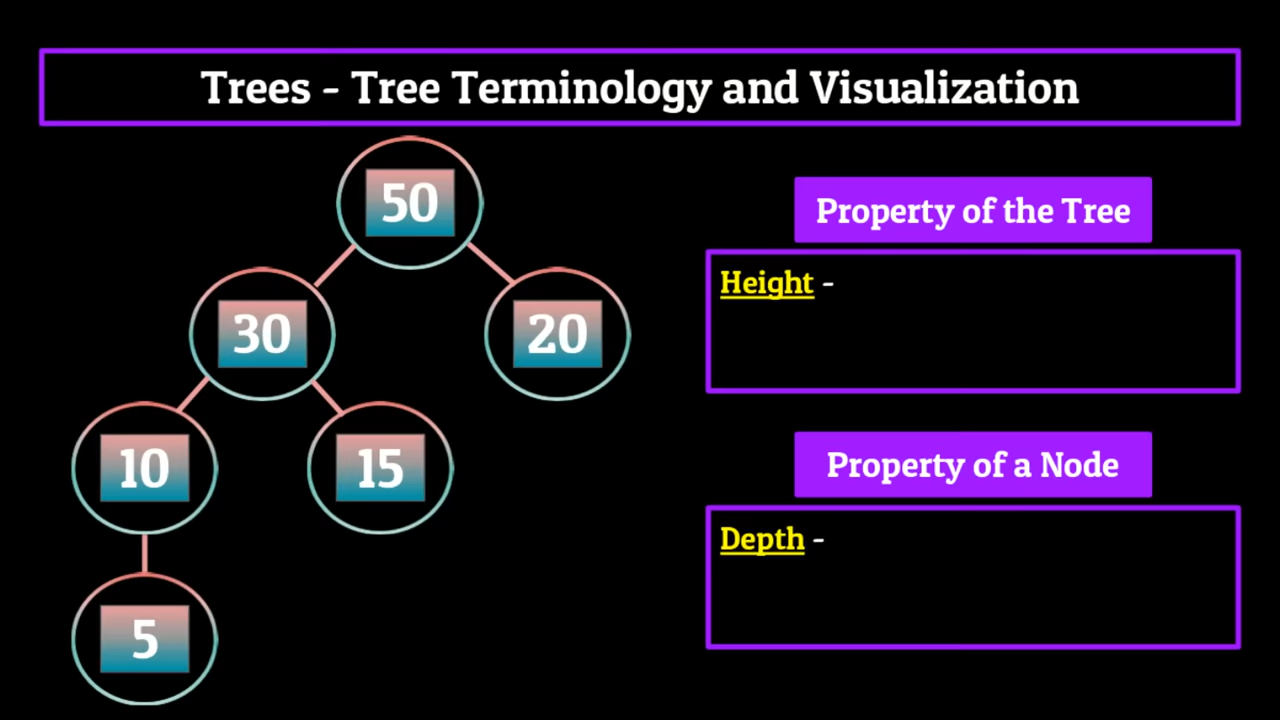 Trees - Tree Terminology and Visualization
50
30
20
10
15
5
Property of the Tree
Height -
Property of a Node
Depth -